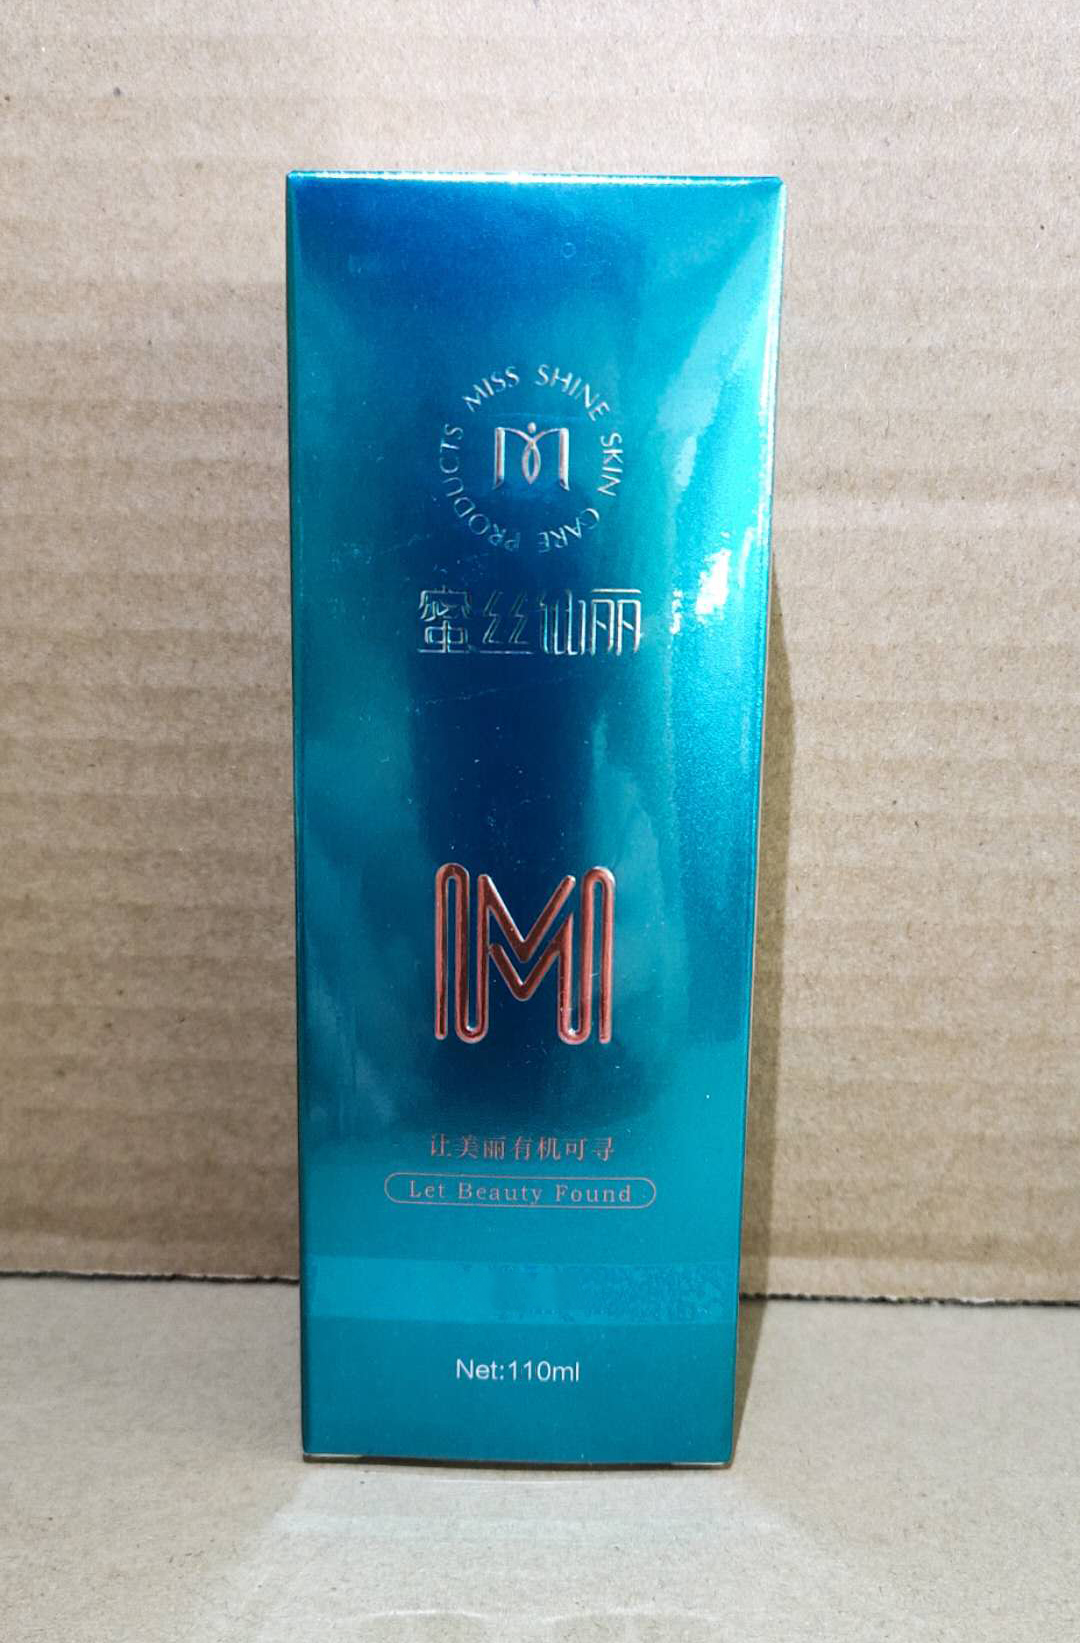 MISS SHINE SKIN CARE PRODUCTS
蜜丝仙丽
M
让美丽有机可寻
Let Beauty Found
Net:110ml